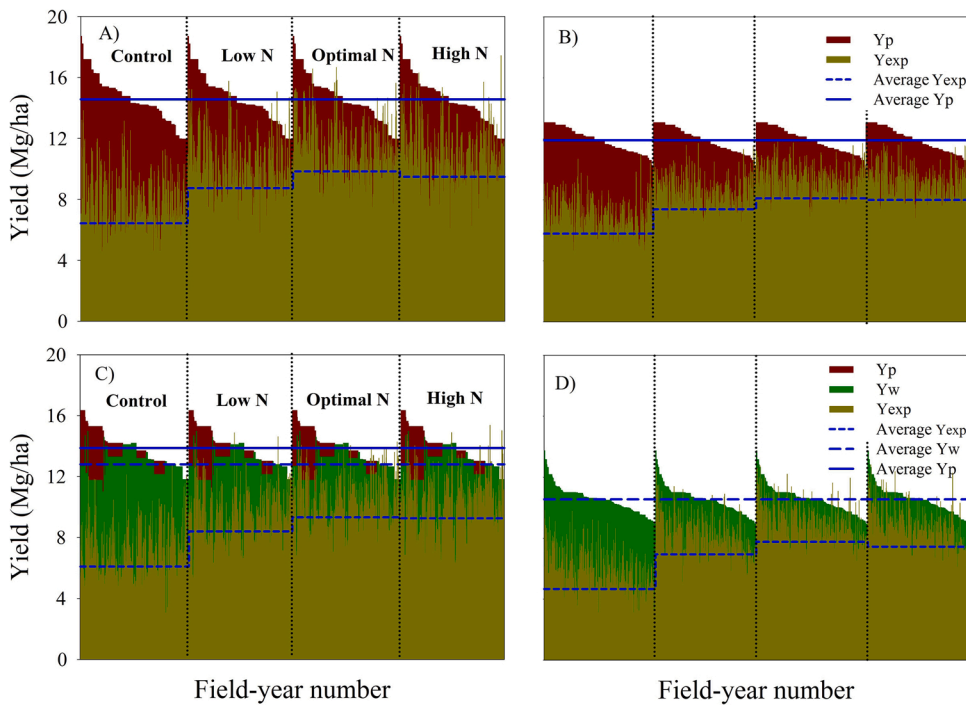 A)
Control Low N Optimal N High N
20
16
12
8
4
0
Yield (Mg/ha)
B)
Yp
Yexp
Average Yexp
Average Yp
C)
Control Low N Optimal N High N
20
16
12
8
4
0
Yield (Mg/ha)
D)
Yp
Yw
Yexp
Average Yexp
Average Yw
Average Yp
Field-year number
Field-year number